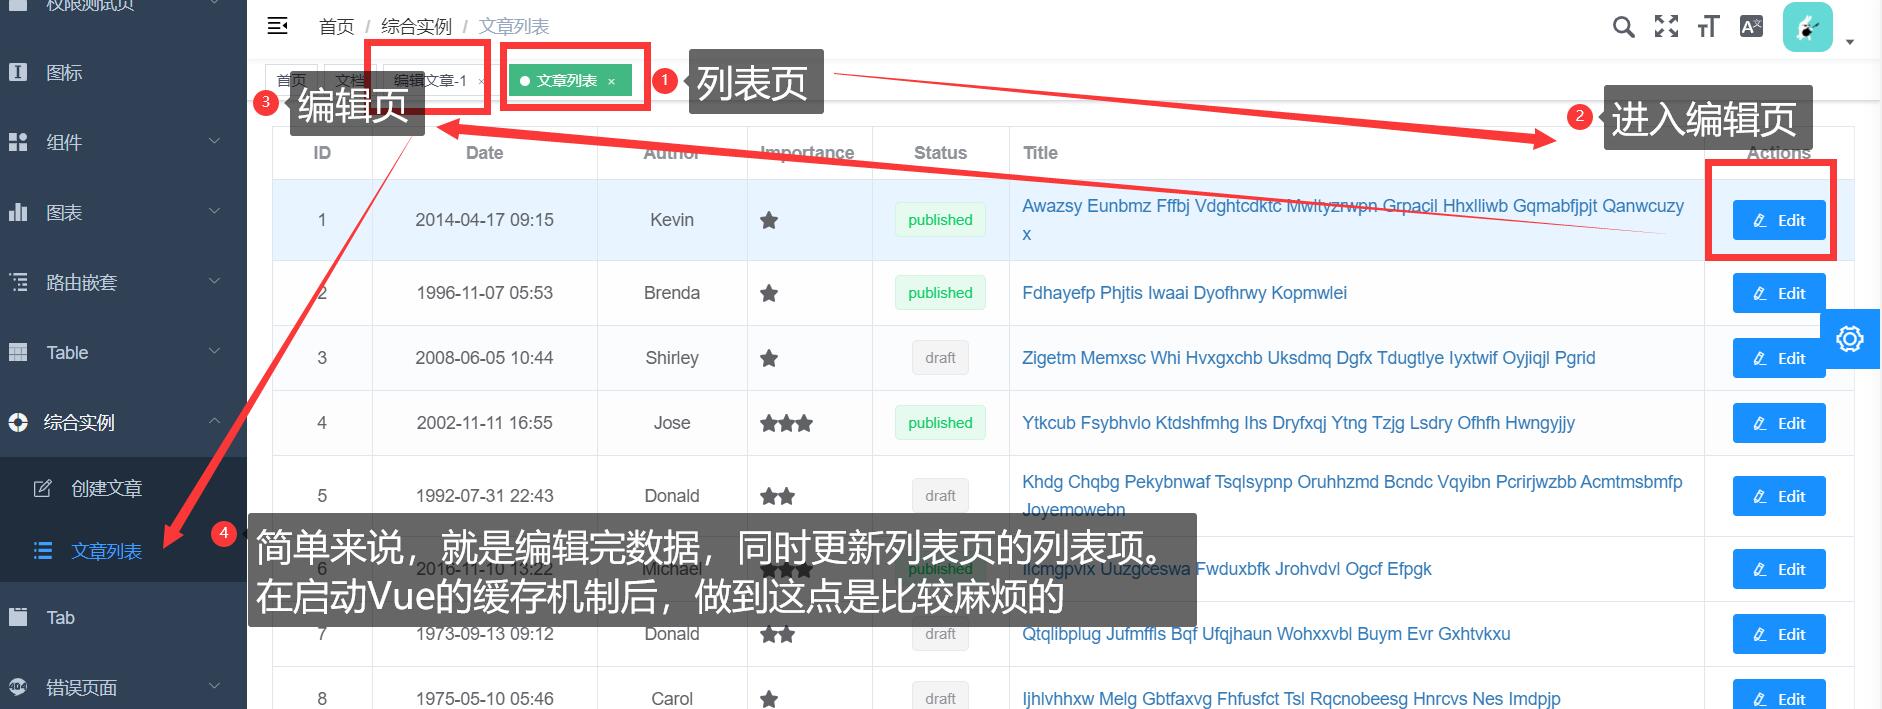 权限测试页
图标
组件
图表
路由嵌套
Table
综合实例
创建文章
文章列表
Tab
错误页面
首页 / 综合实例 / 文章列表
首页 文档 编辑文章-1 × 文章列表 ×
1 列表页
2 进入编辑页
3 编辑页
ID Date Author Importance Status Title Actions
1 2014-04-17 09:15 Kevin published Awazsy Eunbmz Fffbj Vdghtcdktc Mwltyzrwpn Grpacil Hhxlliwb Gqmabfjpjt Qanwcuzy
x
Edit
2 1996-11-07 05:53 Brenda published Fdhayefp Phjtis Iwaai Dyofhrwy Kopmwlei Edit
3 2008-06-05 10:44 Shirley draft Zigetm Memxsc Whi Hvxgxchb Uksdmq Dgfx Tdugtlye Iyxtwif Oyjiqjl Pgrid Edit
4 2002-11-11 16:55 Jose published Ytkcub Fsybhvlo Ktdshfmhg Ihs Dryfxqj Ytng Tzjg Lsdry Ofhfh Hwngyjjy Edit
5 1992-07-31 22:43 Donald draft Khdg Chqbg Pekybnwaf Tsqlsypnp Oruhhzmd Bcndc Vqyibn Pcrirjwzbb Acmtmsbmfp
Joyemowebn
Edit
4 简单来说，就是编辑完数据，同时更新列表页的列表项。
在启动Vue的缓存机制后，做到这点是比较麻烦的
6 2016-11-10 13:22 Michael published Ilcmgpvix Uuzgceswa Fwduxbfk Jrohvdvl Ogcf Efpgk Edit
7 1973-09-13 09:12 Donald draft Qtqlibplug Jufmffls Bqf Ufqjhaun Wohxxvbl Buym Evr Gxhtvkxu Edit
8 1975-05-10 05:46 Carol draft Ijhlvhhxw Melg Gbtfaxvg Fhfusfct Tsl Rqcnobeesg Hnrcvs Nes Imdpjp Edit